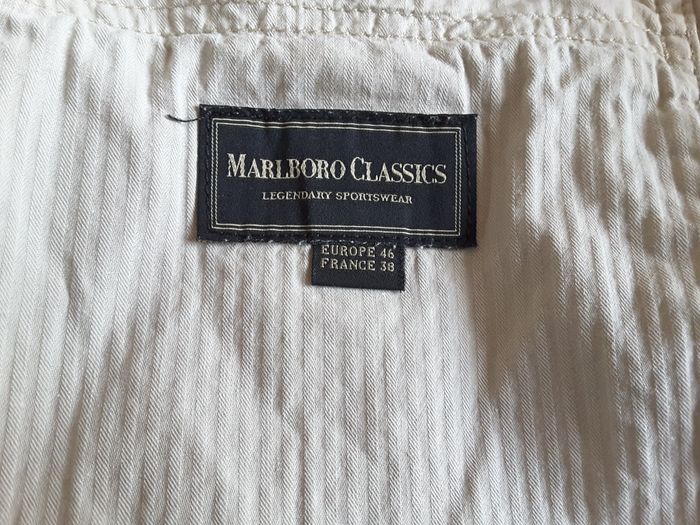 MARLBORO CLASSICS
LEGENDARY SPORTSWEAR
EUROPE 46
FRANCE 38